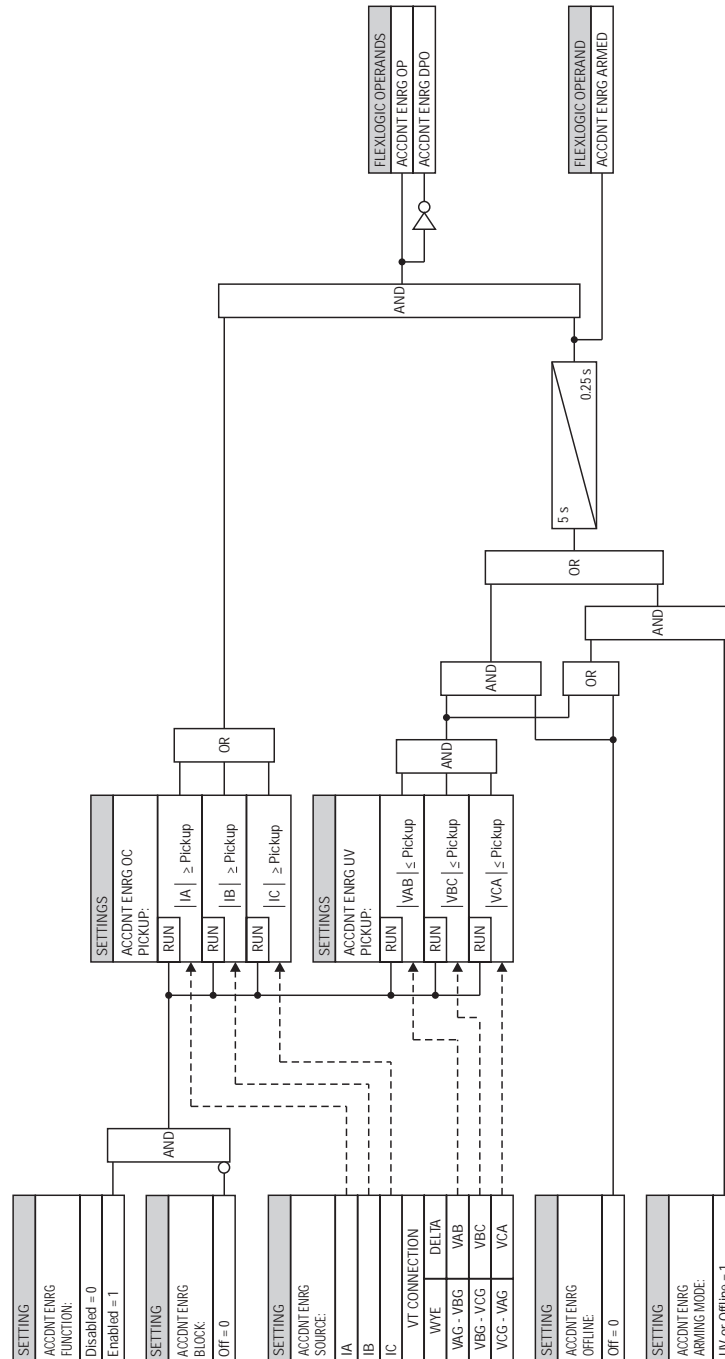 SETTING
ACCDNT ENRG
FUNCTION:
Disabled = 0
Enabled = 1
SETTING
ACCDNT ENRG
BLOCK:
Off = 0
SETTING
ACCDNT ENRG
SOURCE:
IA
IB
IC
VT CONNECTION
WYE DELTA
VAG - VBG VAB
VBG - VCG VBC
VCG - VAG VCA
SETTING
ACCDNT ENRG
OFFLINE:
Off = 0
SETTING
ACCDNT ENRG
ARMING MODE:
UV or Offline = 1
AND
SETTINGS
ACCDNT ENRG OC
PICKUP:
RUN
|IA| ≥ Pickup
RUN
|IB| ≥ Pickup
RUN
|IC| ≥ Pickup
SETTINGS
ACCDNT ENRG UV
PICKUP:
RUN
|VAB| ≤ Pickup
RUN
|VBC| ≤ Pickup
RUN
|VCA| ≤ Pickup
OR
AND
AND
OR
AND
OR
5 s
0.25 s
AND
FLEXLOGIC OPERANDS
ACCDNT ENRG OP
ACCDNT ENRG DPO
FLEXLOGIC OPERAND
ACCDNT ENRG ARMED